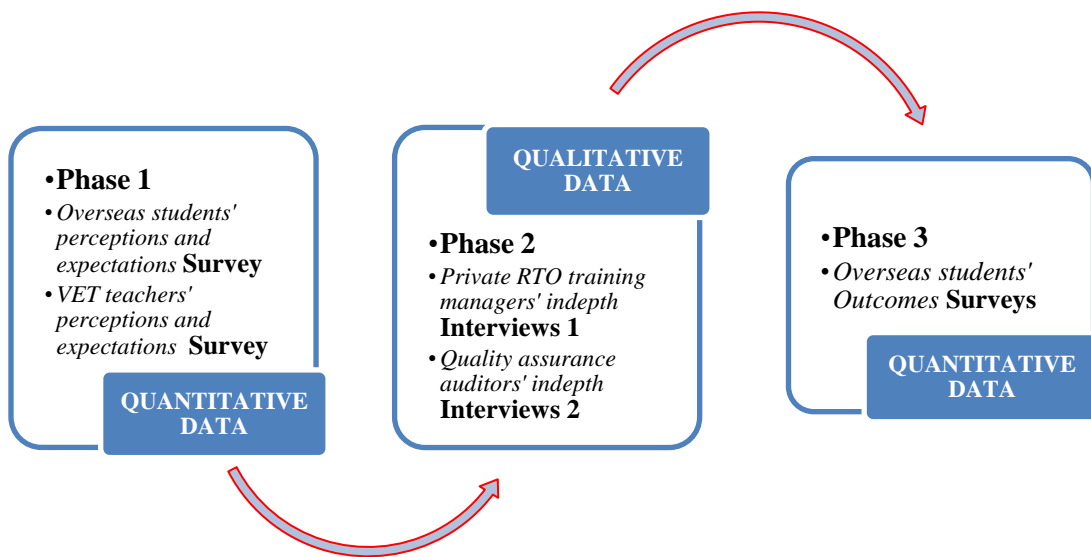 •Phase 1
•Overseas students'
perceptions and
expectations Survey
•VET teachers'
perceptions and
expectations Survey
QUANTITATIVE
DATA
QUALITATIVE
DATA
•Phase 2
•Private RTO training
managers' indepth
Interviews 1
•Quality assurance
auditors' indepth
Interviews 2
•Phase 3
•Overseas students'
Outcomes Surveys
QUANTITATIVE
DATA